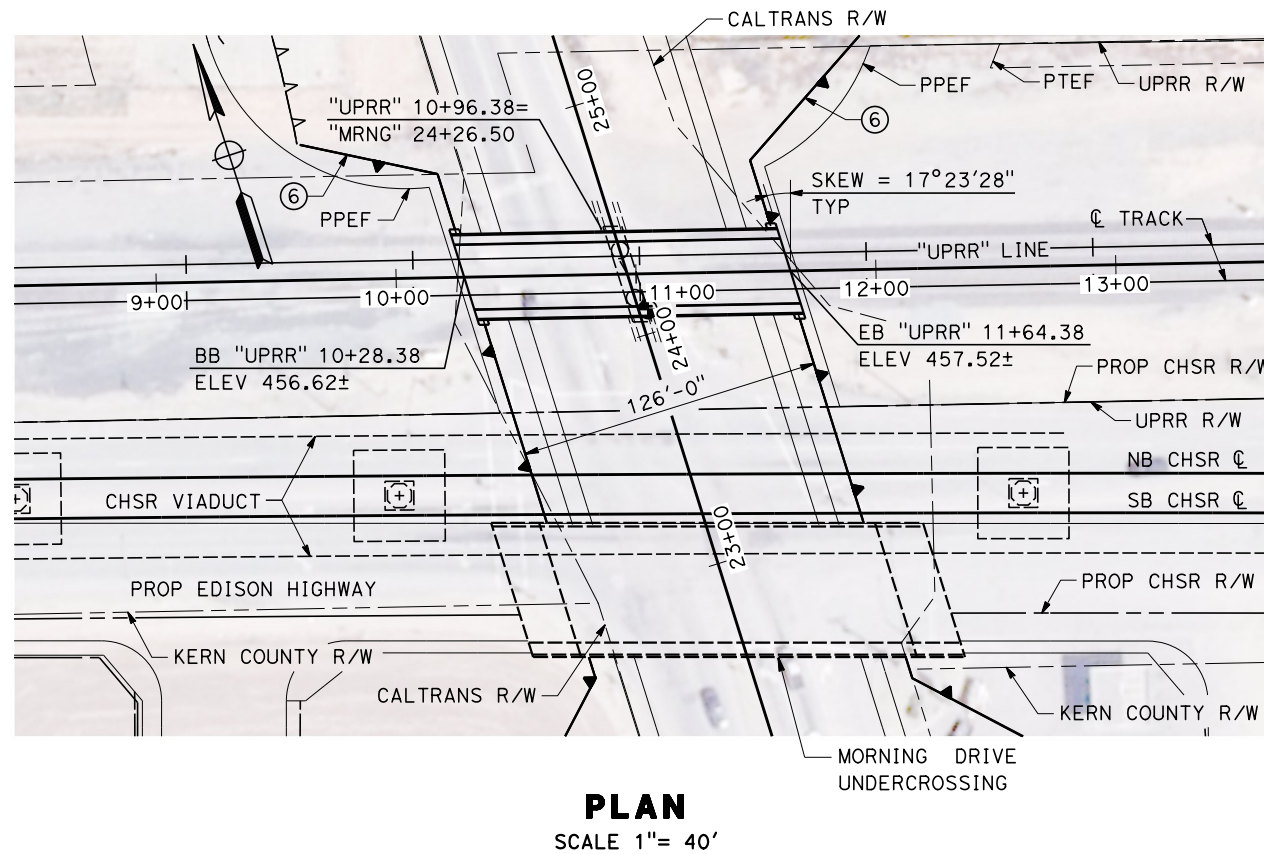 CALTRANS R/W
25+00
"UPRR" 10+96.38=
"MRNG" 24+26.50
PPEF
PTEF
UPRR R/W
6
6
PPEF
SKEW = 17°23'28"
TYP
℄ TRACK
"UPRR" LINE
9+00
10+00
11+00
12+00
13+00
24+00
BB "UPRR" 10+28.38
ELEV 456.62±
EB "UPRR" 11+64.38
ELEV 457.52±
PROP CHSR R/W
126'-0"
UPRR R/W
NB CHSR ℄
CHSR VIADUCT
SB CHSR ℄
23+00
PROP EDISON HIGHWAY
PROP CHSR R/W
KERN COUNTY R/W
CALTRANS R/W
KERN COUNTY R/W
MORNING DRIVE
UNDERCROSSING
PLAN
SCALE 1"= 40'